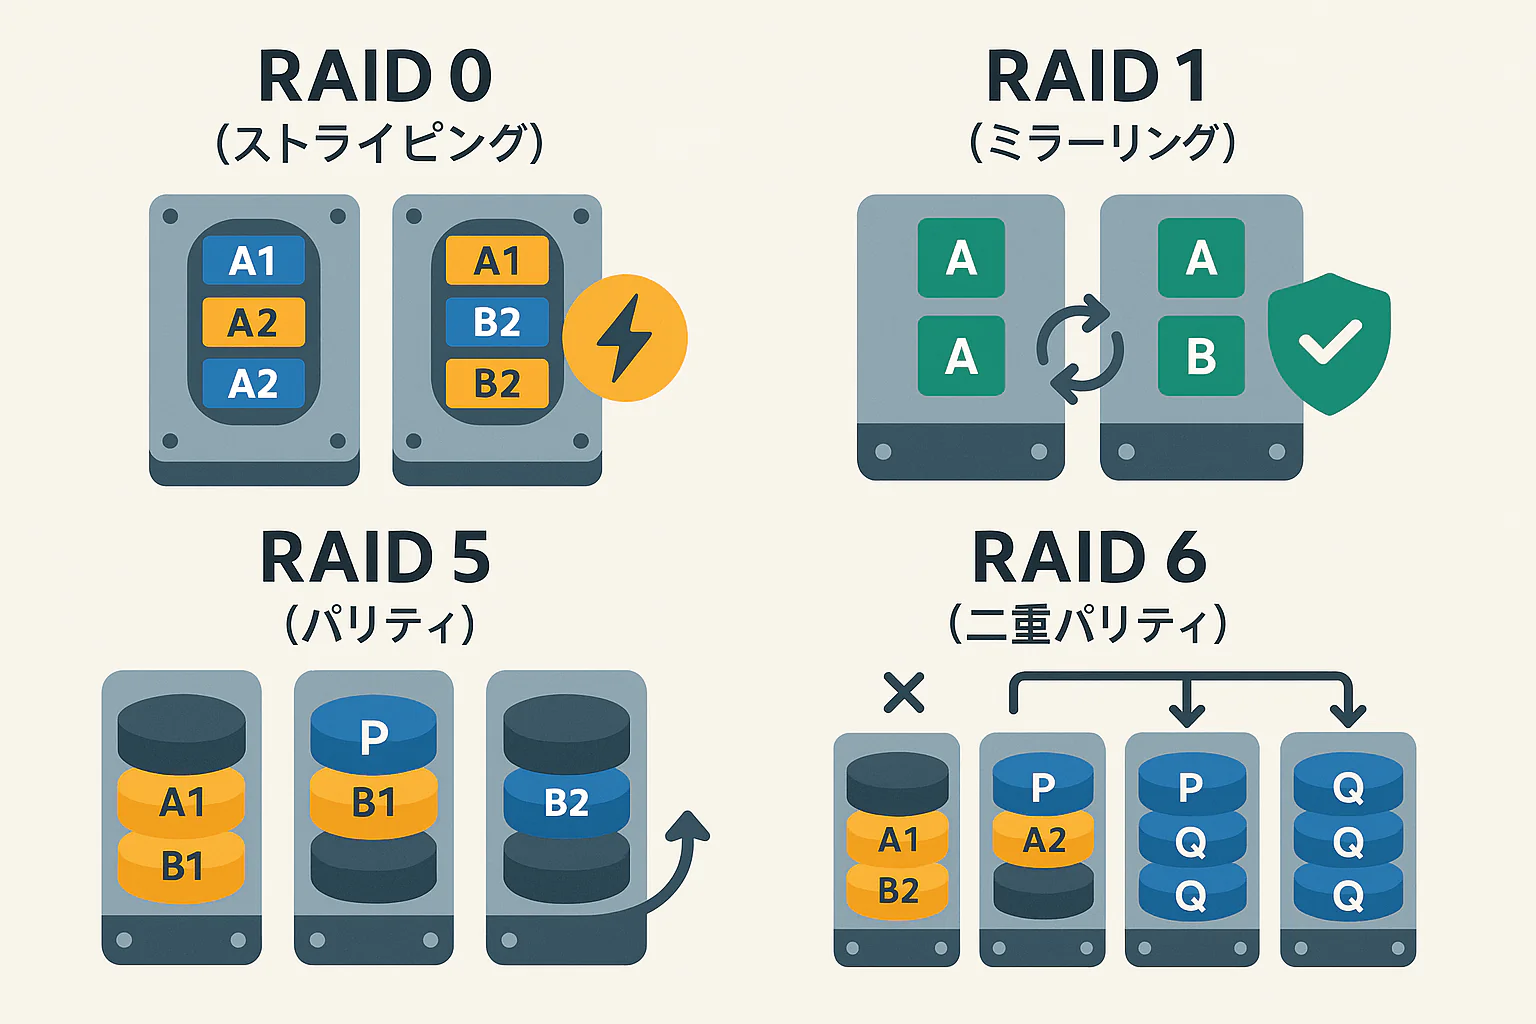 RAID 0
(ストライピング)
A1
A2
A2
A1
B2
B2
RAID 1
(ミラーリング)
A
A
A
B
RAID 5
(パリティ)
A1
B1
P
B1
B2
RAID 6
(二重パリティ)
A1
B2
P
A2
P
Q
Q
Q
Q
Q